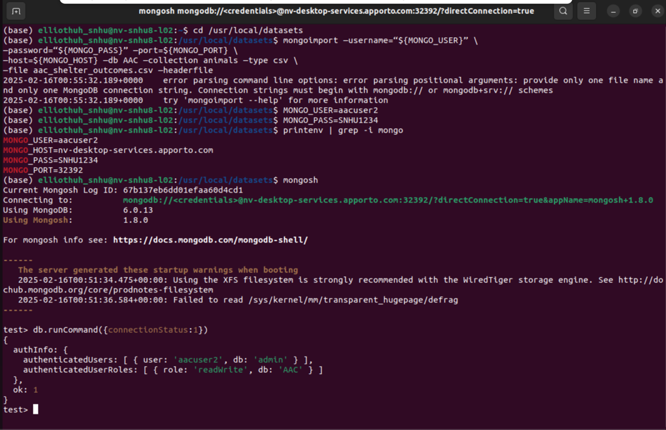 mongosh mongodb://<credentials>@nv-desktop-services.apporto.com:32392/?directConnection=true
(base) elliothuh_snhu@nv-snhu8-l02:~$ cd /usr/local/datasets
(base) elliothuh_snhu@nv-snhu8-l02:/usr/local/datasets$ mongoimport –username=“${MONGO_USER}” \
–password=“${MONGO_PASS}” –port=${MONGO_PORT} \
–host=${MONGO_HOST} –db AAC –collection animals –type csv \
–file aac_shelter_outcomes.csv –headerfile
2025-02-16T00:55:32.189+0000 error parsing command line options: error parsing positional arguments: provide only one file name a
nd only one MongoDB connection string. Connection strings must begin with mongodb:// or mongodb+srv:// schemes
2025-02-16T00:55:32.189+0000 try 'mongoimport --help' for more information
(base) elliothuh_snhu@nv-snhu8-l02:/usr/local/datasets$ MONGO_USER=aacuser2
(base) elliothuh_snhu@nv-snhu8-l02:/usr/local/datasets$ MONGO_PASS=SNHU1234
(base) elliothuh_snhu@nv-snhu8-l02:/usr/local/datasets$ printenv | grep -i mongo
MONGO_USER=aacuser2
MONGO_HOST=nv-desktop-services.apporto.com
MONGO_PASS=SNHU1234
MONGO_PORT=32392
(base) elliothuh_snhu@nv-snhu8-l02:/usr/local/datasets$ mongosh
Current Mongosh Log ID: 67b137eb6dd01efaa60d4cd1
Connecting to: mongodb://<credentials>@nv-desktop-services.apporto.com:32392/?directConnection=true&appName=mongosh+1.8.0
Using MongoDB: 6.0.13
Using Mongosh: 1.8.0
For mongosh info see: https://docs.mongodb.com/mongodb-shell/
------
The server generated these startup warnings when booting
2025-02-16T00:51:34.475+00:00: Using the XFS filesystem is strongly recommended with the WiredTiger storage engine. See http://do
chub.mongodb.org/core/prodnotes-filesystem
2025-02-16T00:51:36.584+00:00: Failed to read /sys/kernel/mm/transparent_hugepage/defrag
------
test> db.runCommand({connectionStatus:1})
{
authInfo: {
authenticatedUsers: [ { user: 'aacuser2', db: 'admin' } ],
authenticatedUserRoles: [ { role: 'readWrite', db: 'AAC' } ]
},
ok: 1
}
test>